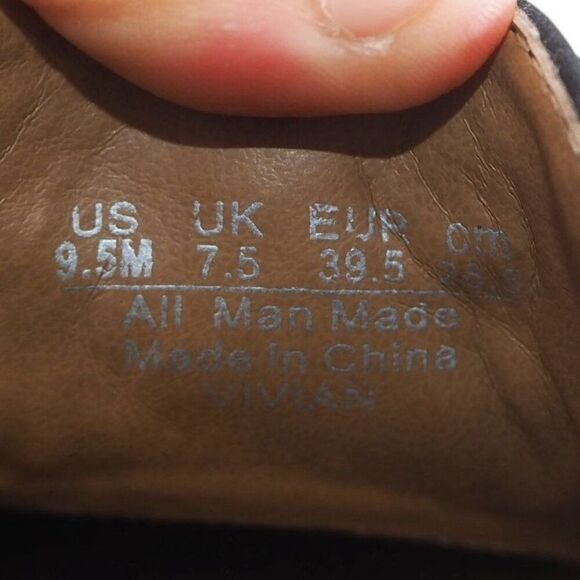 US UK EUR cm
9.5M 7.5 39.5
All Man Made
Made in China
VIVIAN